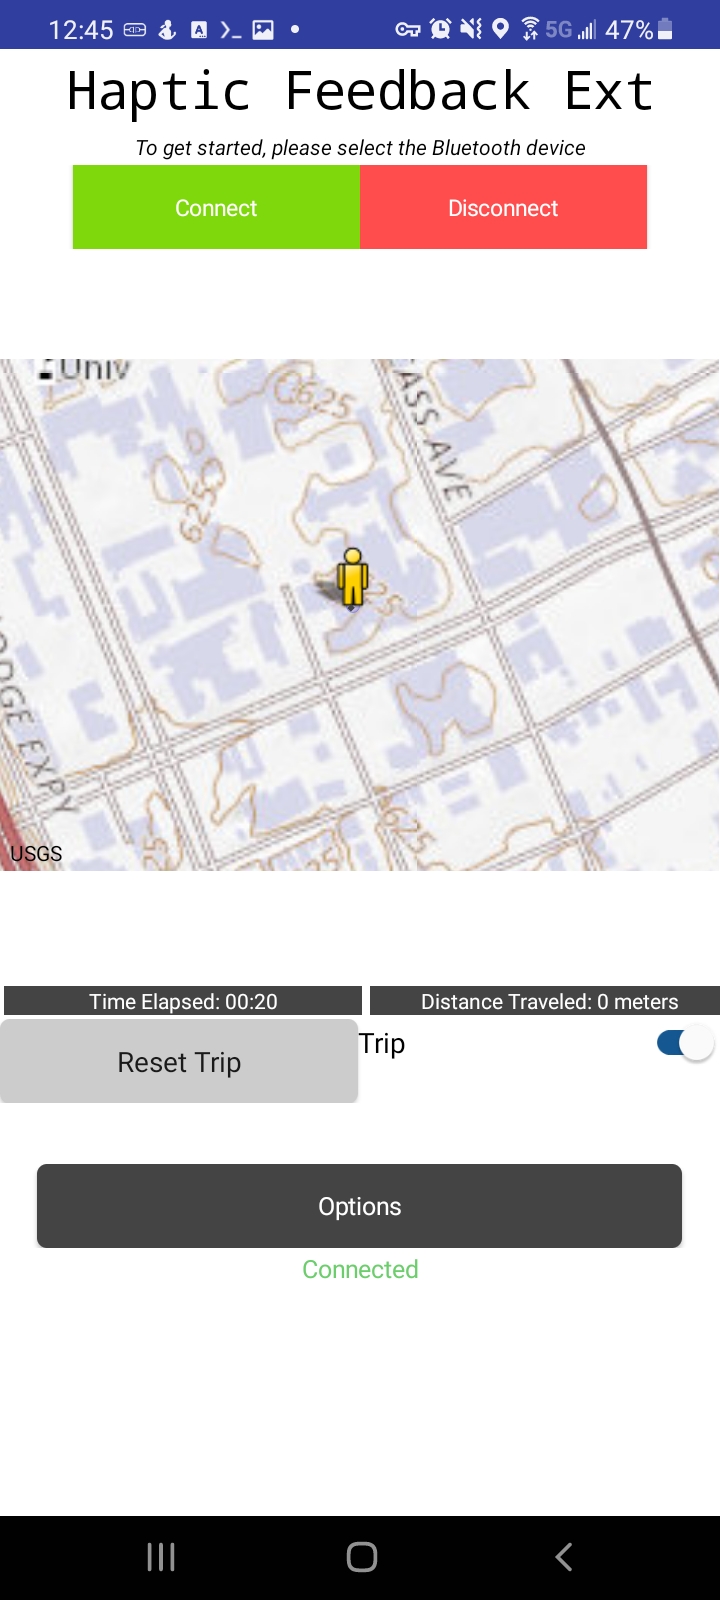 12:45
5G
47%
Haptic Feedback Ext
To get started, please select the Bluetooth device
Connect
Disconnect
Univ
625
ASS AVE
625
ODGE EXPY
625
USGS
Time Elapsed: 00:20
Distance Traveled: 0 meters
Reset Trip
Trip
Options
Connected